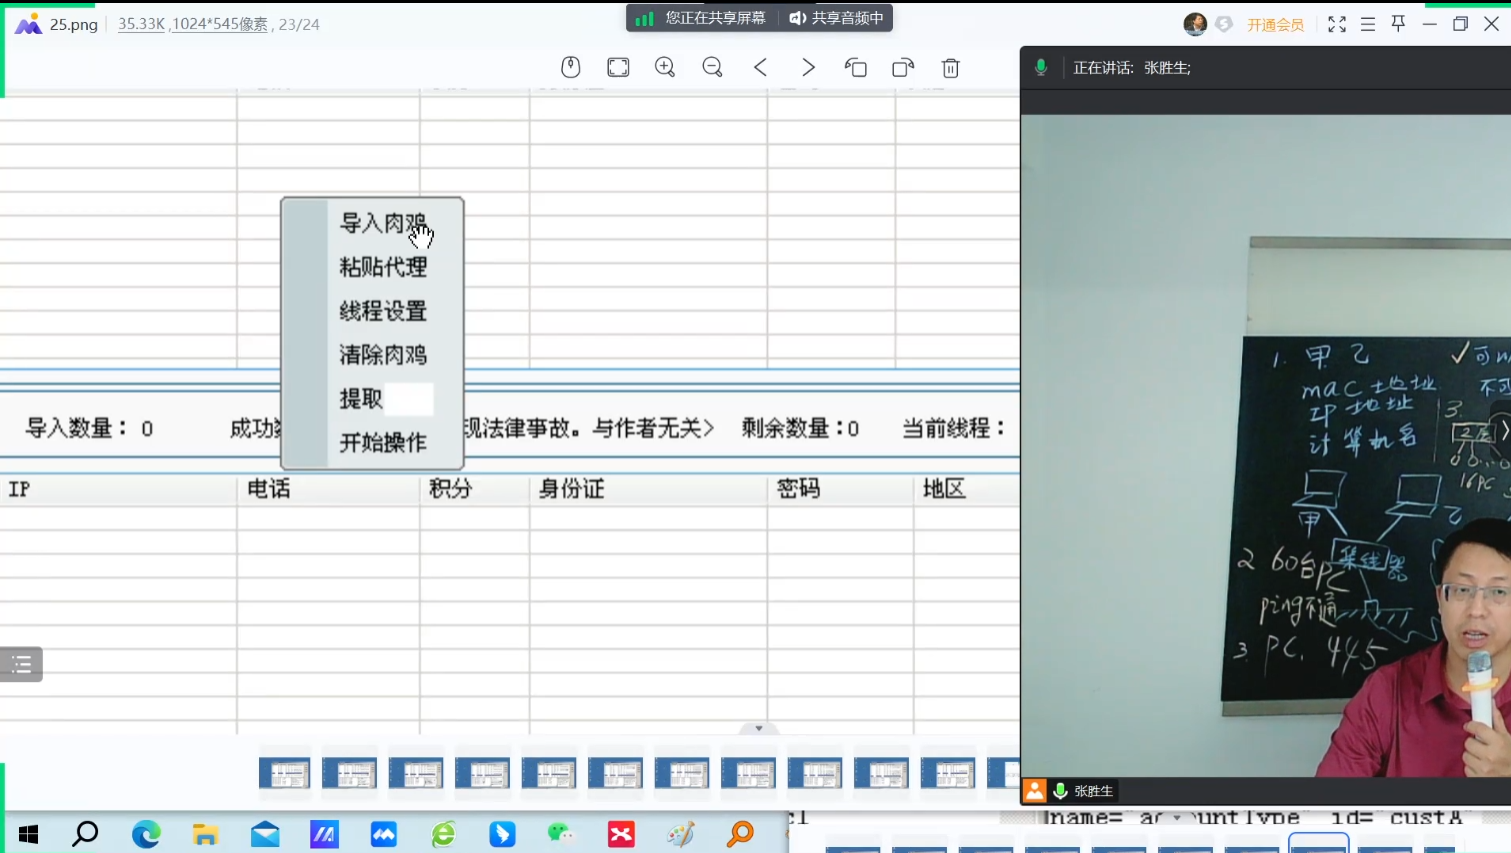 25.png 35.33K ,1024*545像素 , 23/24
您正在共享屏幕 共享音频中
开通会员
正在讲话: 张胜生;
导入肉鸡
粘贴代理
线程设置
清除肉鸡
提取
开始操作
导入数量: 0 成功 现法律事故。与作者无关> 剩余数量:0 当前线程:
IP 电话 积分 身份证 密码 地区
1. 甲 乙
mac 地址
IP 地址
计算机名
3.
16PC
甲 乙
集线器
2 60台PC
ping不通
3. PC. 445
张胜生
name="ac untType" id="custA